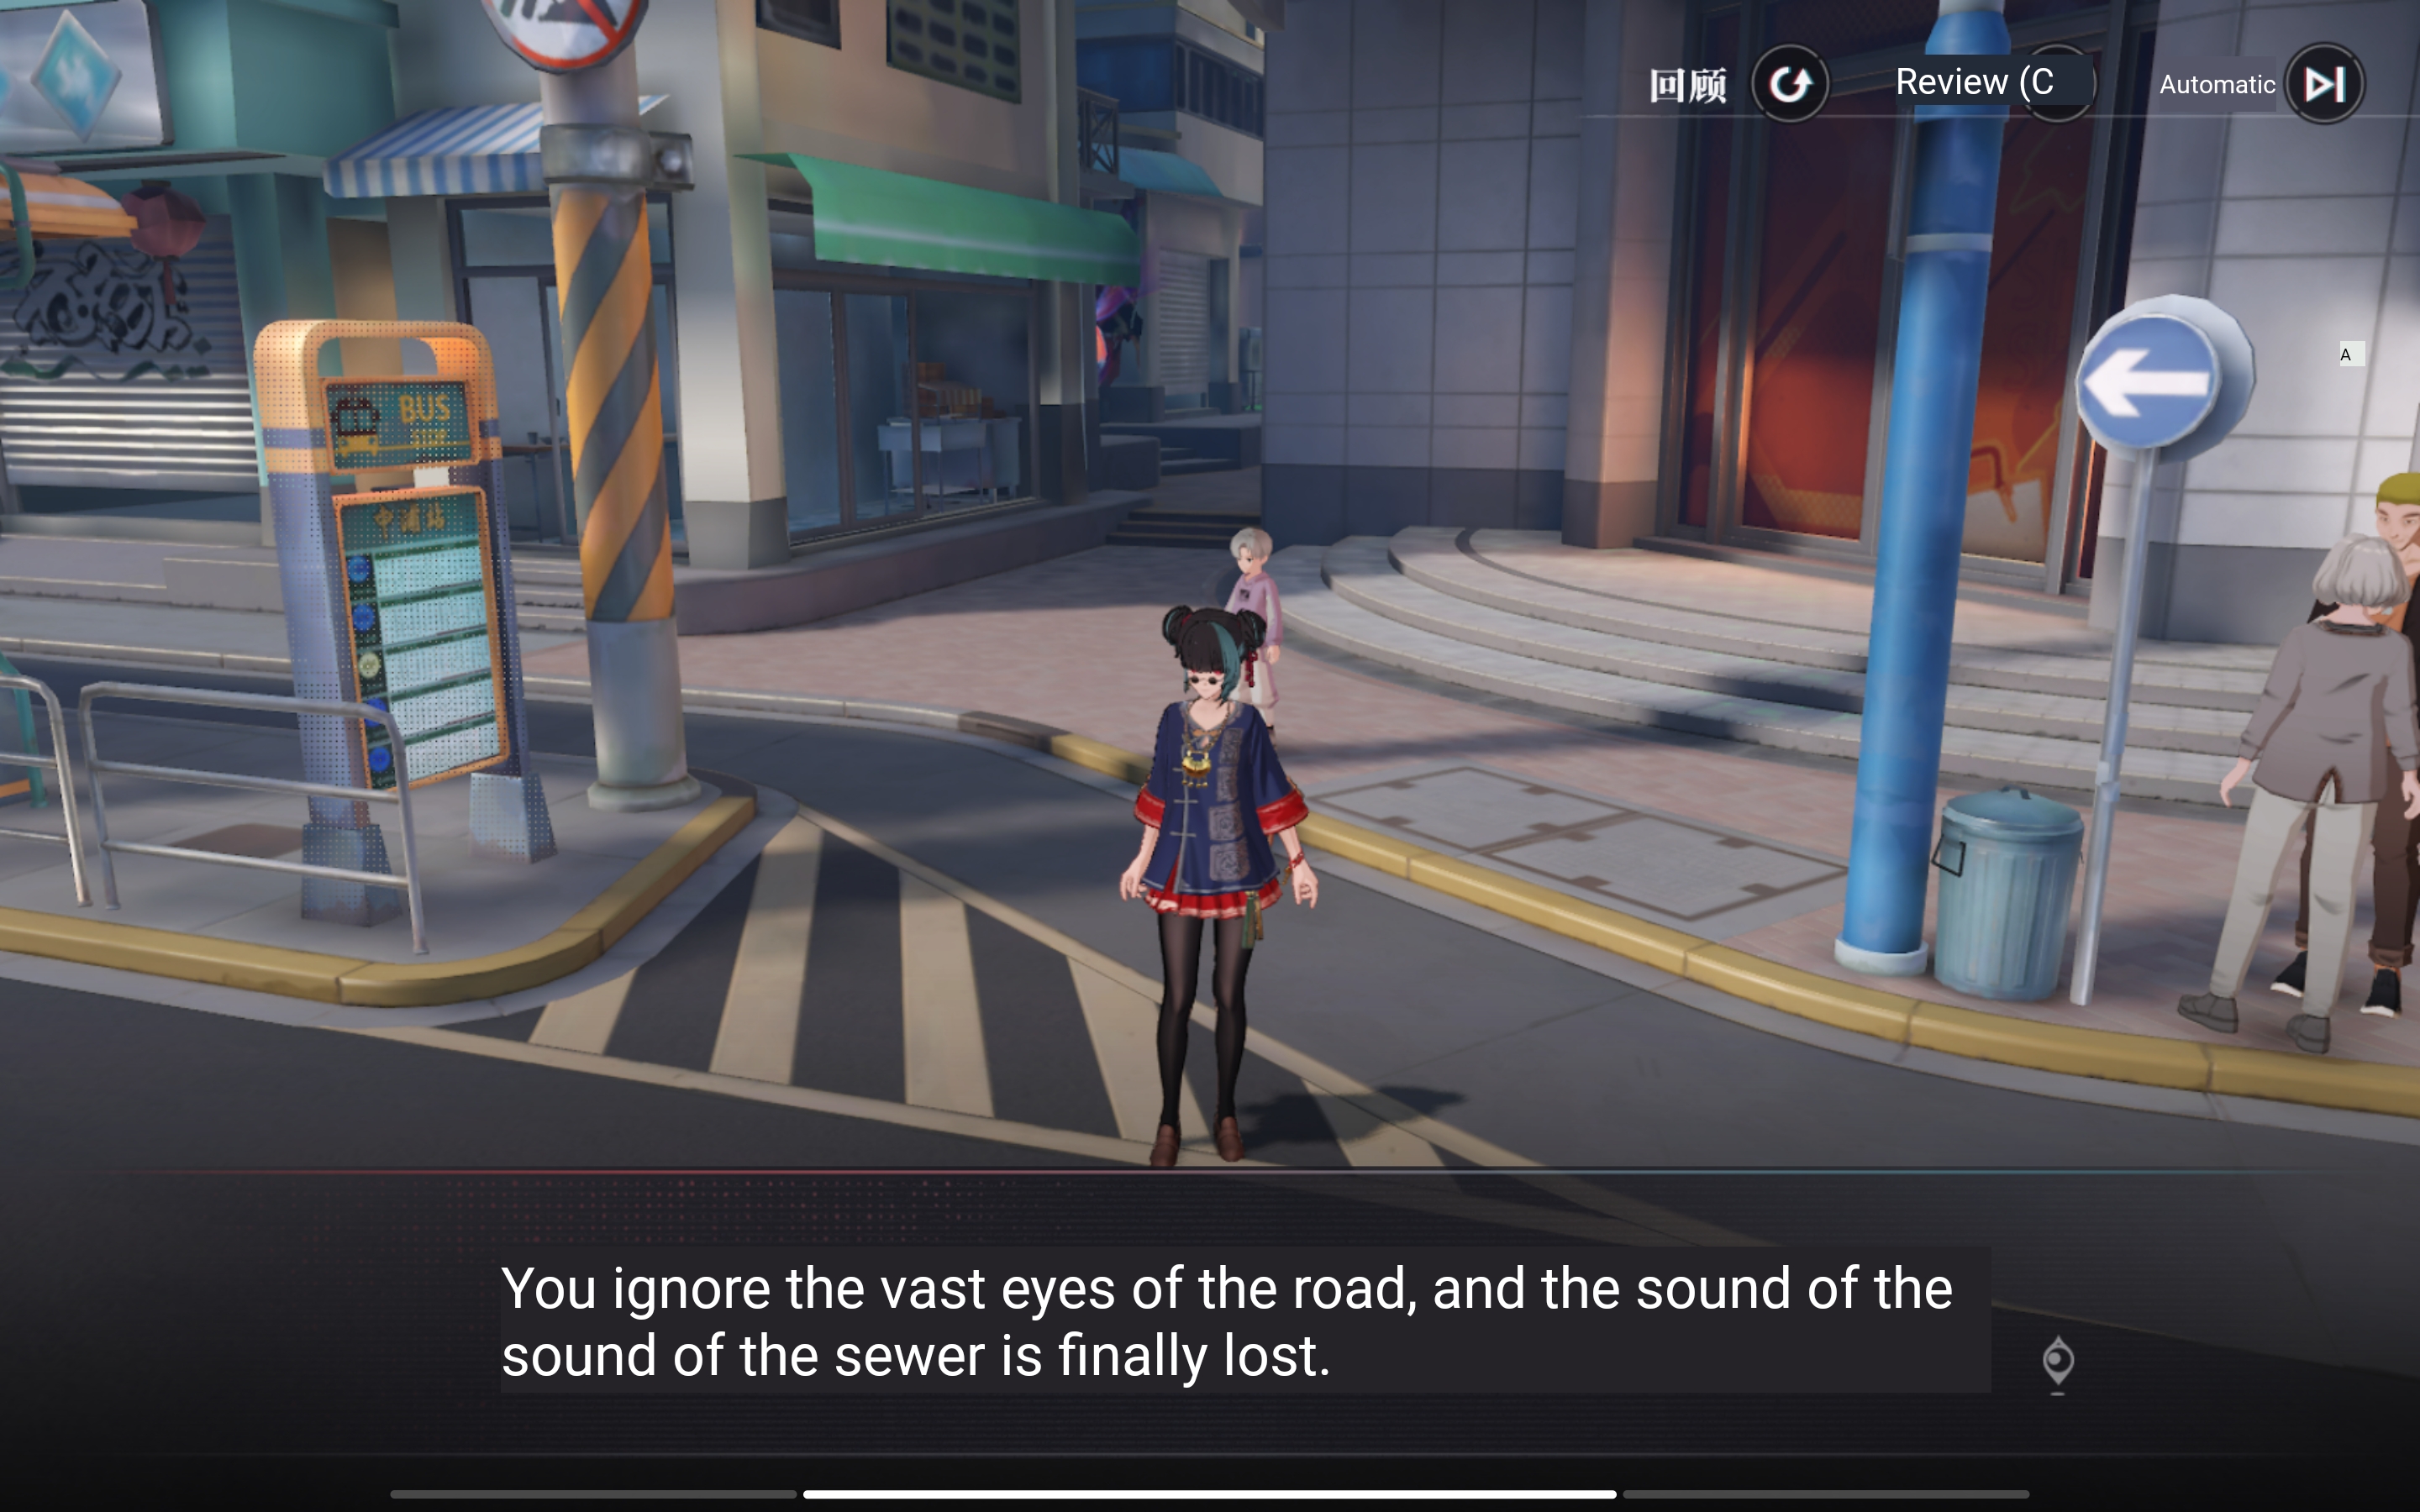 回顾
Review (C
Automatic
A
BUS
You ignore the vast eyes of the road, and the sound of the
sound of the sewer is finally lost.